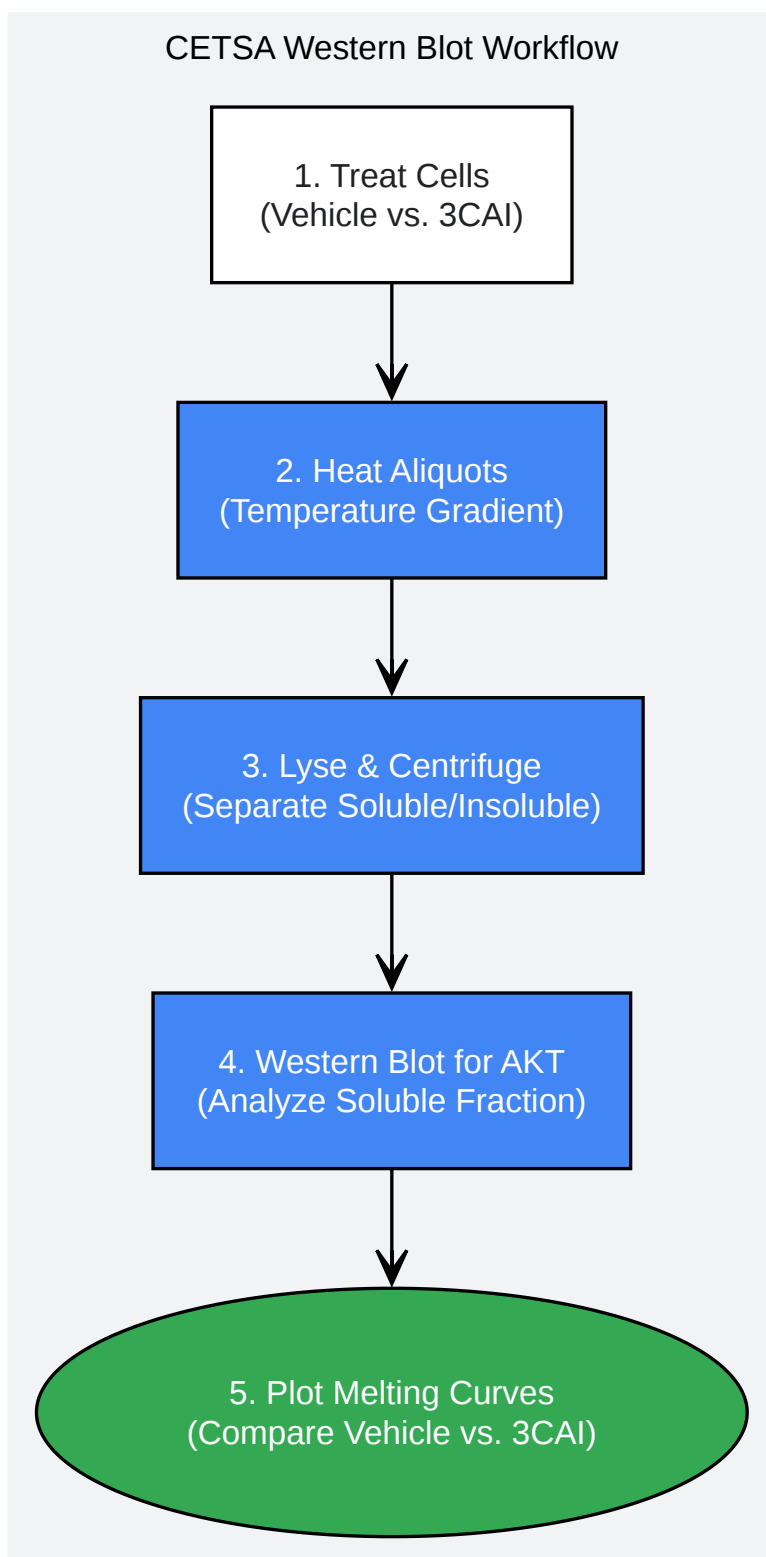 CETSA Western Blot Workflow
1. Treat Cells
(Vehicle vs. 3CAI)
2. Heat Aliquots
(Temperature Gradient)
3. Lyse & Centrifuge
(Separate Soluble/Insoluble)
4. Western Blot for AKT
(Analyze Soluble Fraction)
5. Plot Melting Curves
(Compare Vehicle vs. 3CAI)